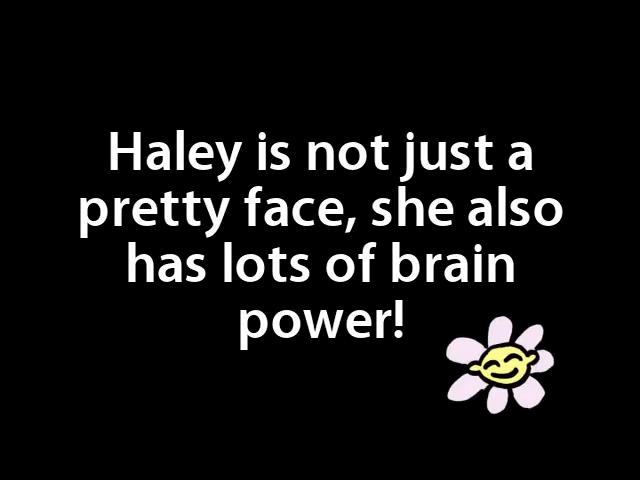 Haley is not just a
pretty face, she also
has lots of brain
power!